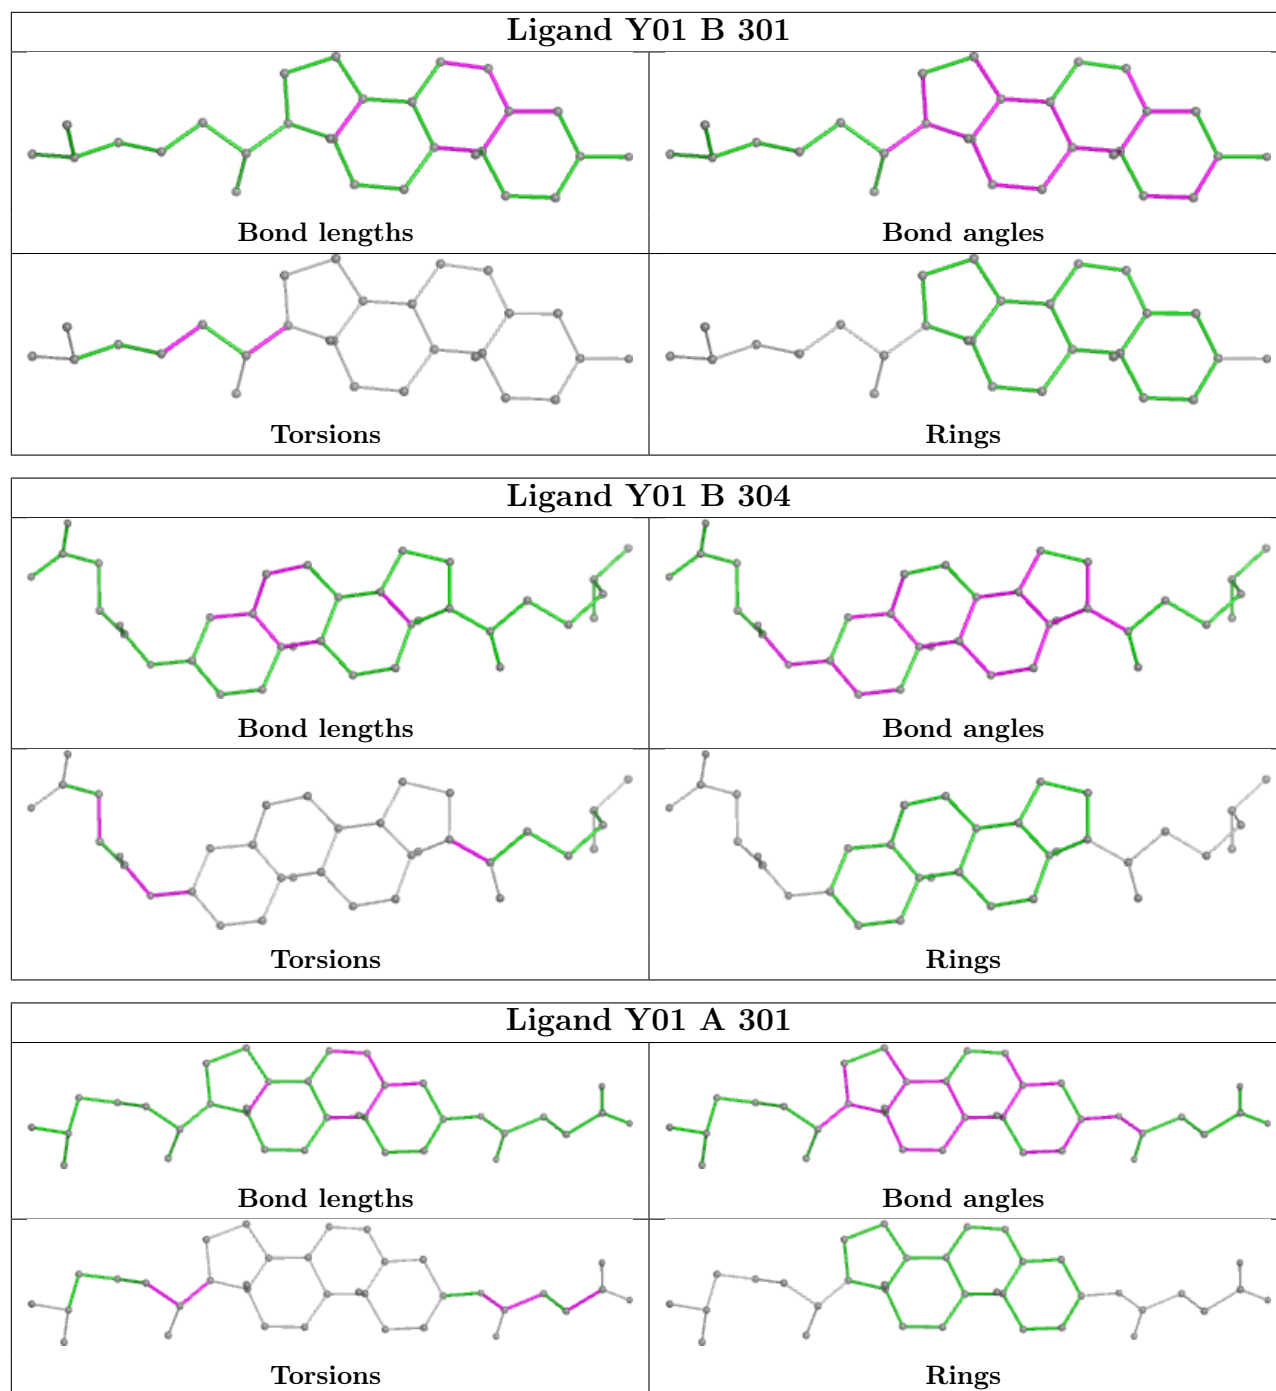 Ligand Y01 B 301
Bond lengths
Bond angles
Torsions
Rings
Ligand Y01 B 304
Bond lengths
Bond angles
Torsions
Rings
Ligand Y01 A 301
Bond lengths
Bond angles
Torsions
Rings